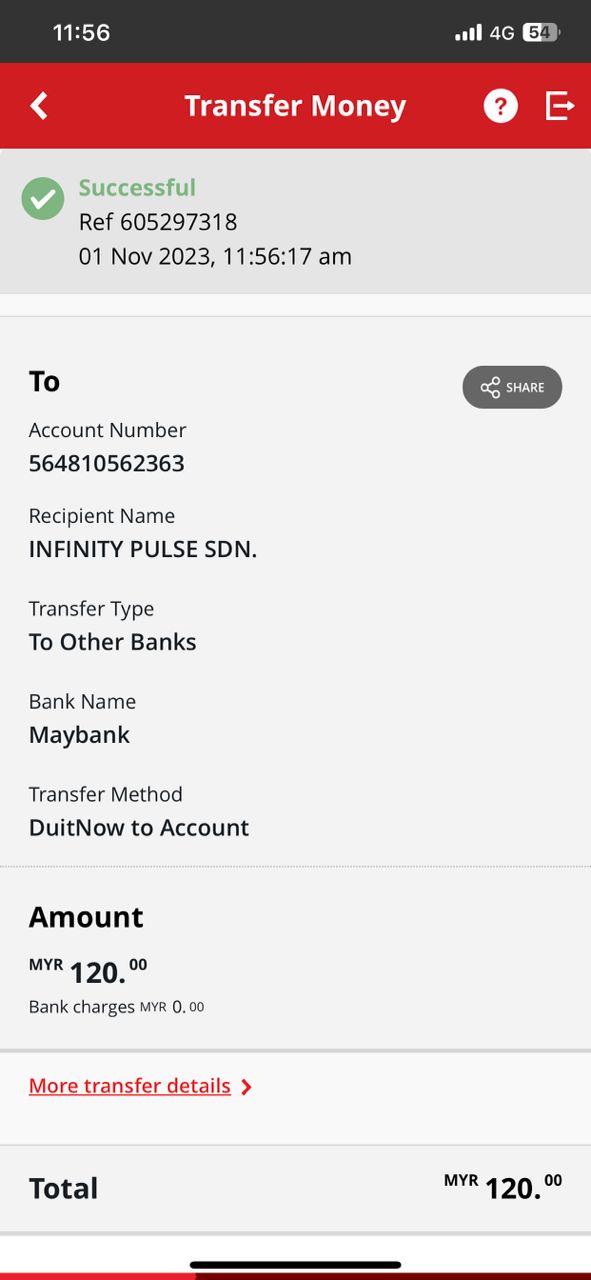 11:56
4G 54
Transfer Money
?
Successful
Ref 605297318
01 Nov 2023, 11:56:17 am
To
SHARE
Account Number
564810562363
Recipient Name
INFINITY PULSE SDN.
Transfer Type
To Other Banks
Bank Name
Maybank
Transfer Method
DuitNow to Account
Amount
MYR 120.00
Bank charges MYR 0.00
More transfer details
Total
MYR 120.00